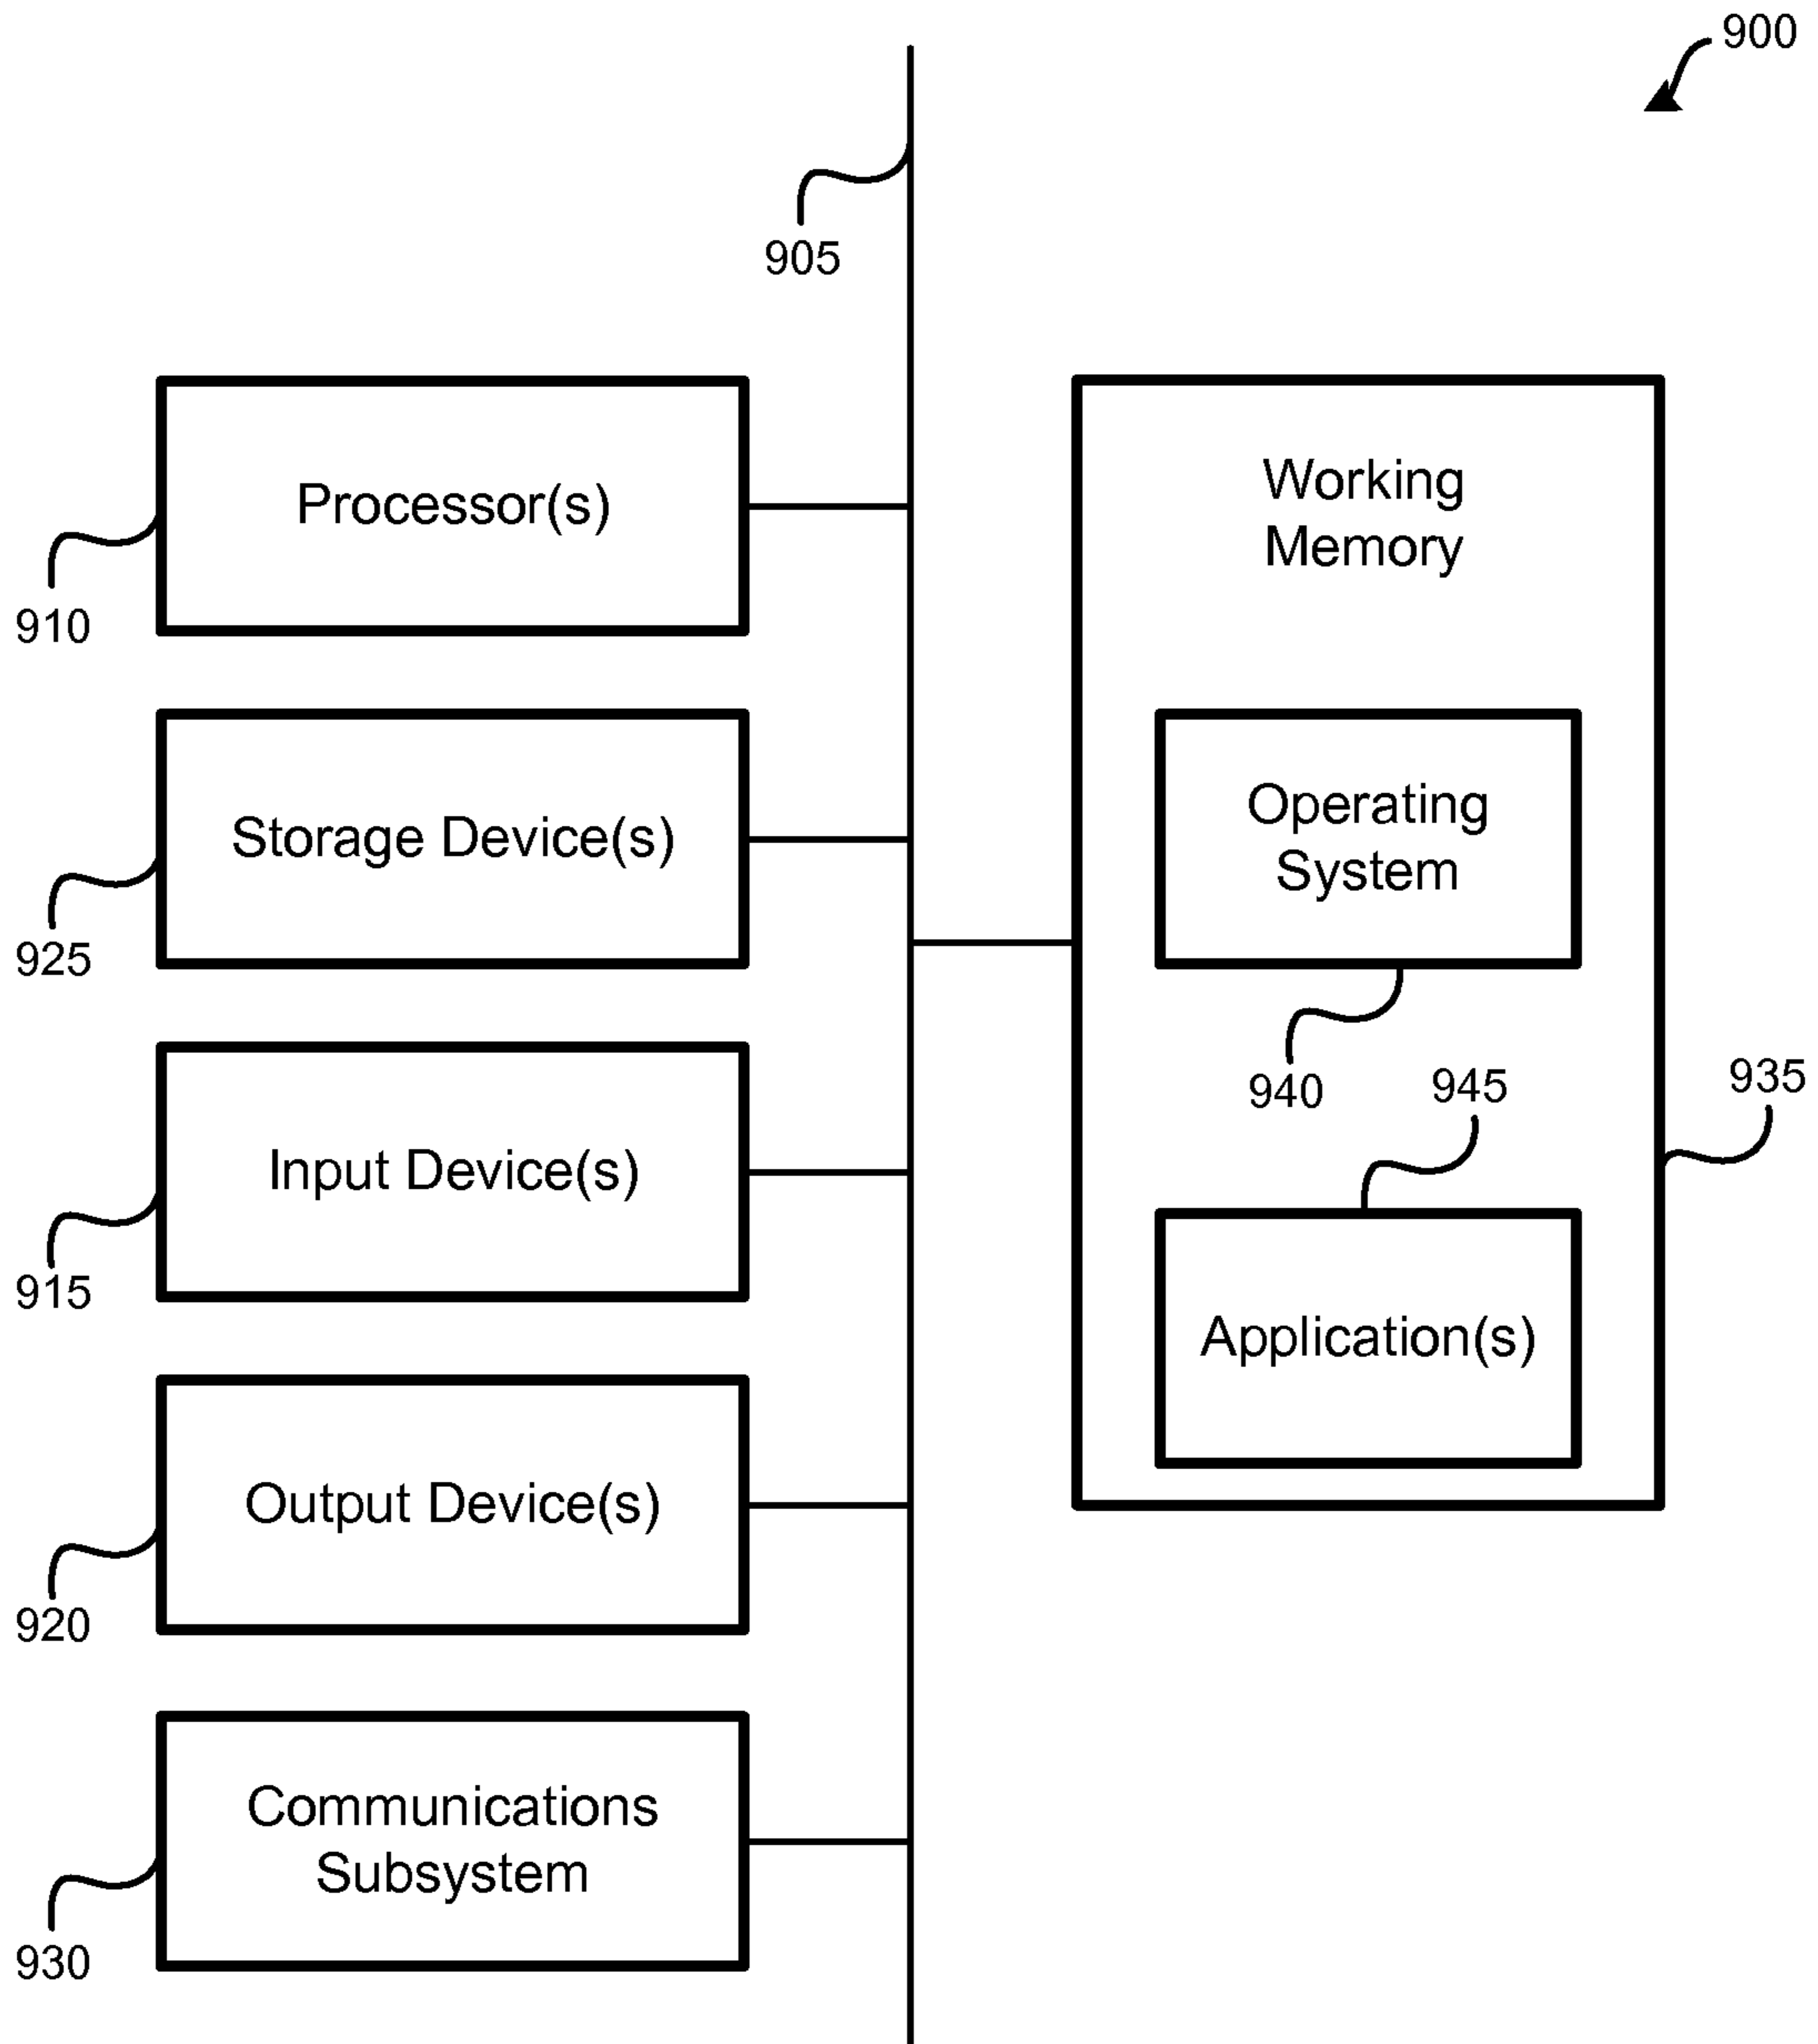 900
905
Processor(s)
910
Storage Device(s)
925
Input Device(s)
915
Output Device(s)
920
Communications
Subsystem
930
Working
Memory
Operating
System
940
945
935
Application(s)